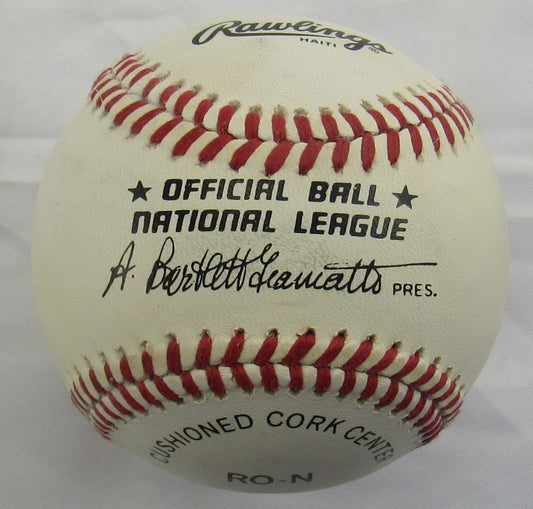 Rawlings®
HAITI
★ OFFICIAL BALL ★
NATIONAL LEAGUE
A. Bartlett Giamatti PRES.
CUSHIONED CORK CENTER
RO-N